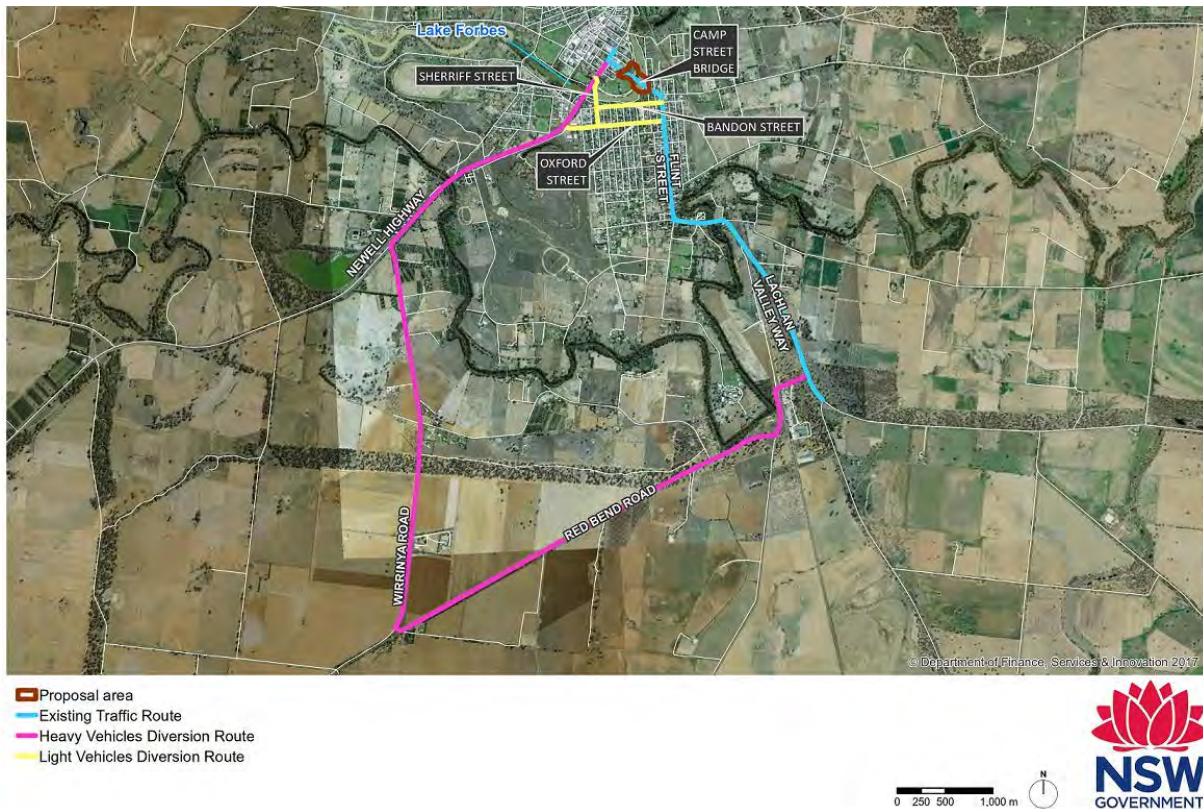 Lake Forbes
CAMP
STREET
BRIDGE
SHERRIFF STREET
BANDON STREET
OXFORD
STREET
FLINT
STREET
NEWELL HIGHWAY
LACHLAN
VALLEY WAY
WIRRINYA ROAD
RED BEND ROAD
© Department of Finance, Services & Innovation 2017
Proposal area
Existing Traffic Route
Heavy Vehicles Diversion Route
Light Vehicles Diversion Route
0 250 500 1,000 m
N
NSW
GOVERNMENT